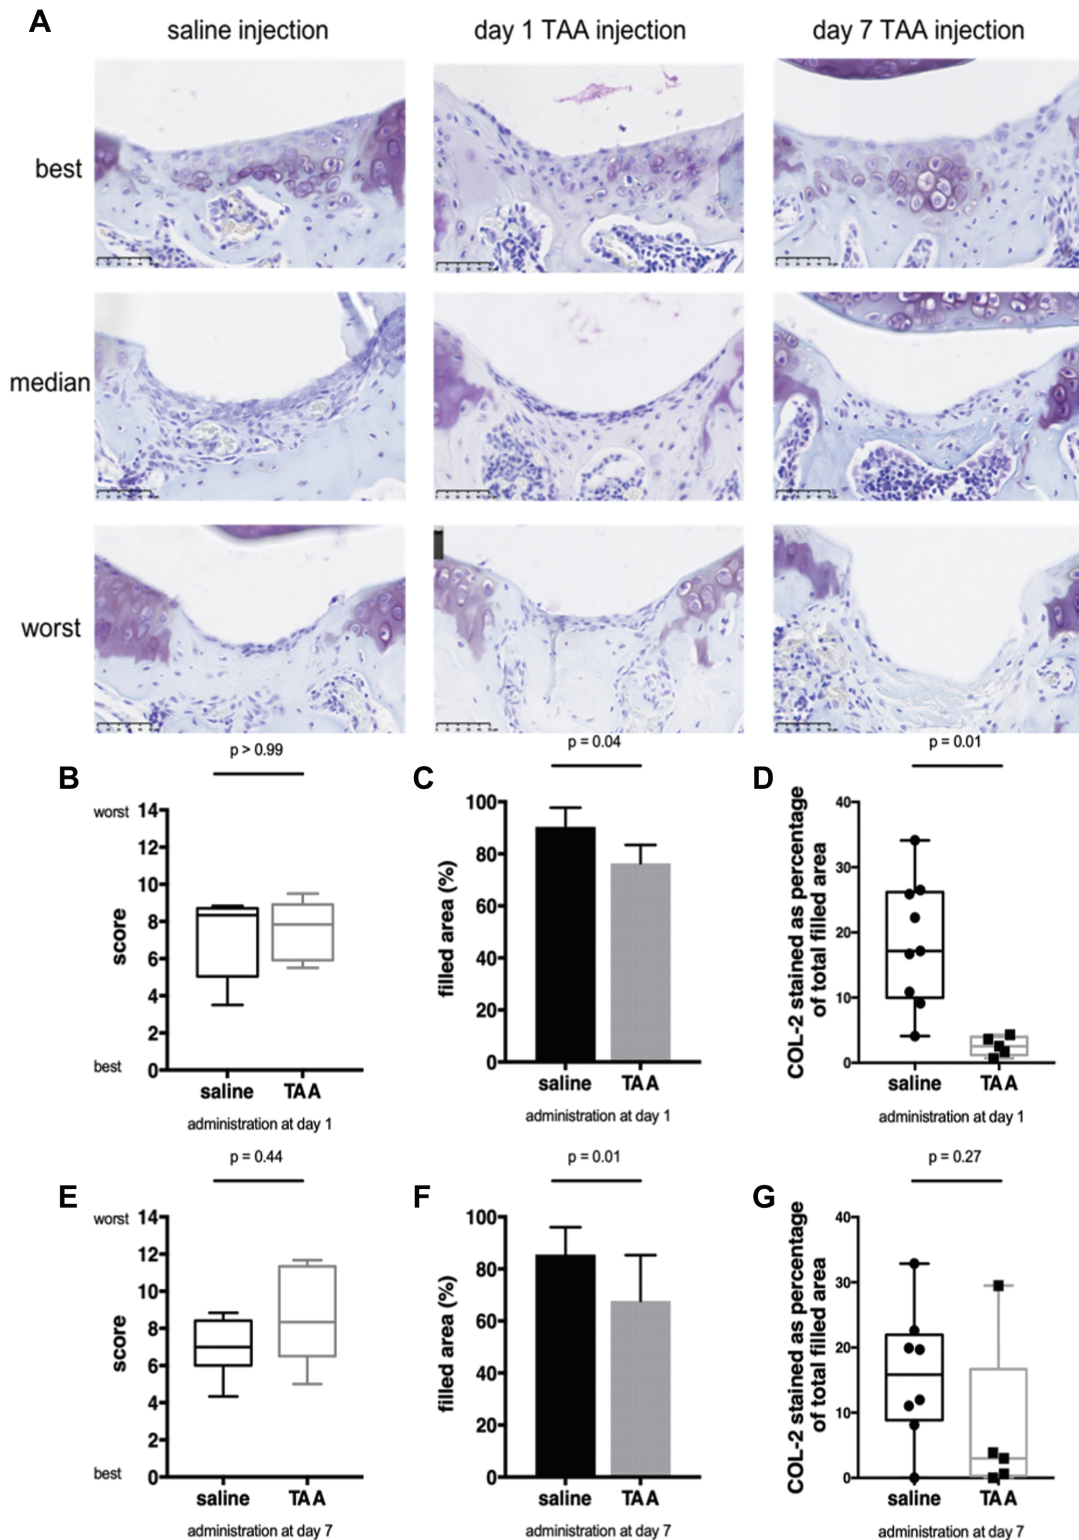 A
saline injection
day 1 TAA injection
day 7 TAA injection
best
median
worst
p > 0.99
p = 0.04
p = 0.01
B
worst
14
12
10
8
6
4
2
0
best
score
saline
TAA
administration at day 1
C
100
80
60
40
20
0
filled area (%)
saline
TAA
administration at day 1
D
40
30
20
10
0
COL-2 stained as percentage
of total filled area
saline
TAA
administration at day 1
p = 0.44
p = 0.01
p = 0.27
E
worst
14
12
10
8
6
4
2
0
best
score
saline
TAA
administration at day 7
F
100
80
60
40
20
0
filled area (%)
saline
TAA
administration at day 7
G
40
30
20
10
0
COL-2 stained as percentage
of total filled area
saline
TAA
administration at day 7